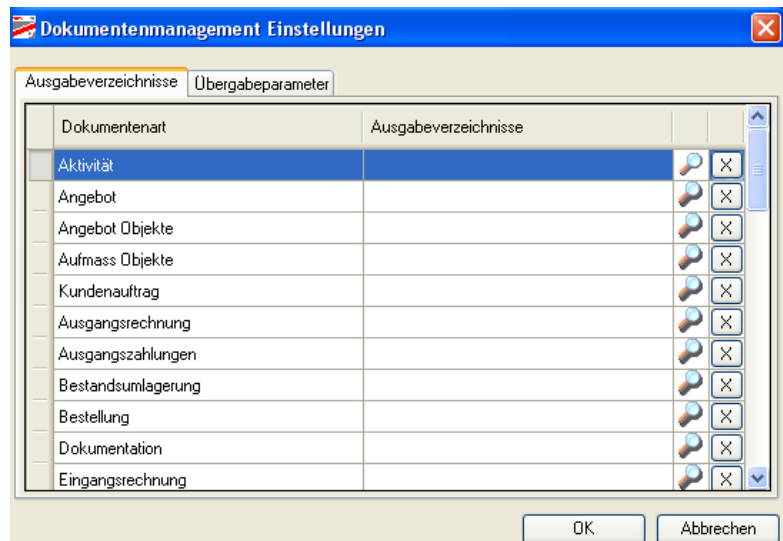 Dokumentenmanagement Einstellungen
Ausgabeverzeichnisse Übergabeparameter
Dokumentenart Ausgabeverzeichnisse
Aktivität X
Angebot X
Angebot Objekte X
Aufmass Objekte X
Kundenauftrag X
Ausgangsrechnung X
Ausgangszahlungen X
Bestandsumlagerung X
Bestellung X
Dokumentation X
Eingangsrechnung X
OK Abbrechen